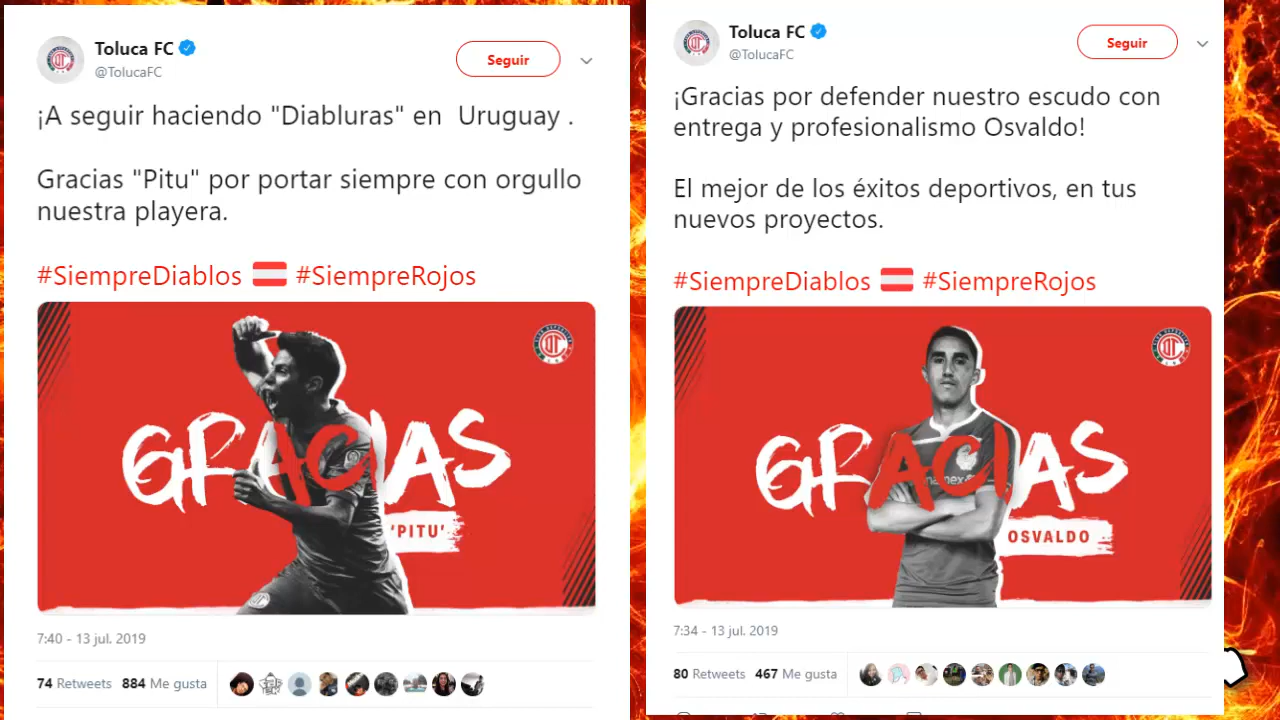 Toluca FC
@TolucaFC
Seguir
¡A seguir haciendo "Diabluras" en  Uruguay .
Gracias "Pitu" por portar siempre con orgullo
nuestra playera.
#SiempreDiablos #SiempreRojos
GRACIAS
'PITU'
7:40 - 13 jul. 2019
74 Retweets 884 Me gusta
Toluca FC
@TolucaFC
Seguir
¡Gracias por defender nuestro escudo con
entrega y profesionalismo Osvaldo!
El mejor de los éxitos deportivos, en tus
nuevos proyectos.
#SiempreDiablos #SiempreRojos
GRACIAS
OSVALDO
7:34 - 13 jul. 2019
80 Retweets 467 Me gusta